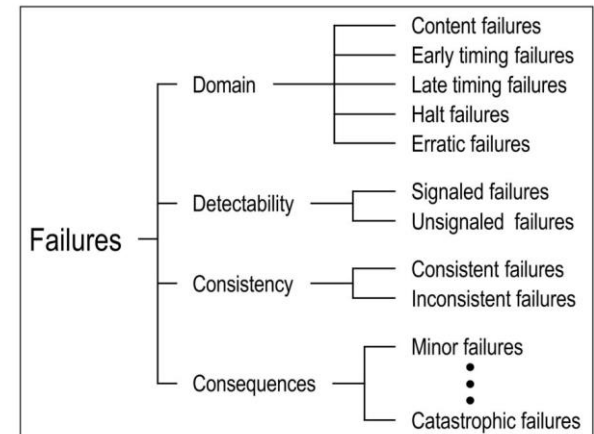 Failures
Domain
Content failures
Early timing failures
Late timing failures
Halt failures
Erratic failures
Detectability
Signaled failures
Unsignaled failures
Consistency
Consistent failures
Inconsistent failures
Consequences
Minor failures
Catastrophic failures